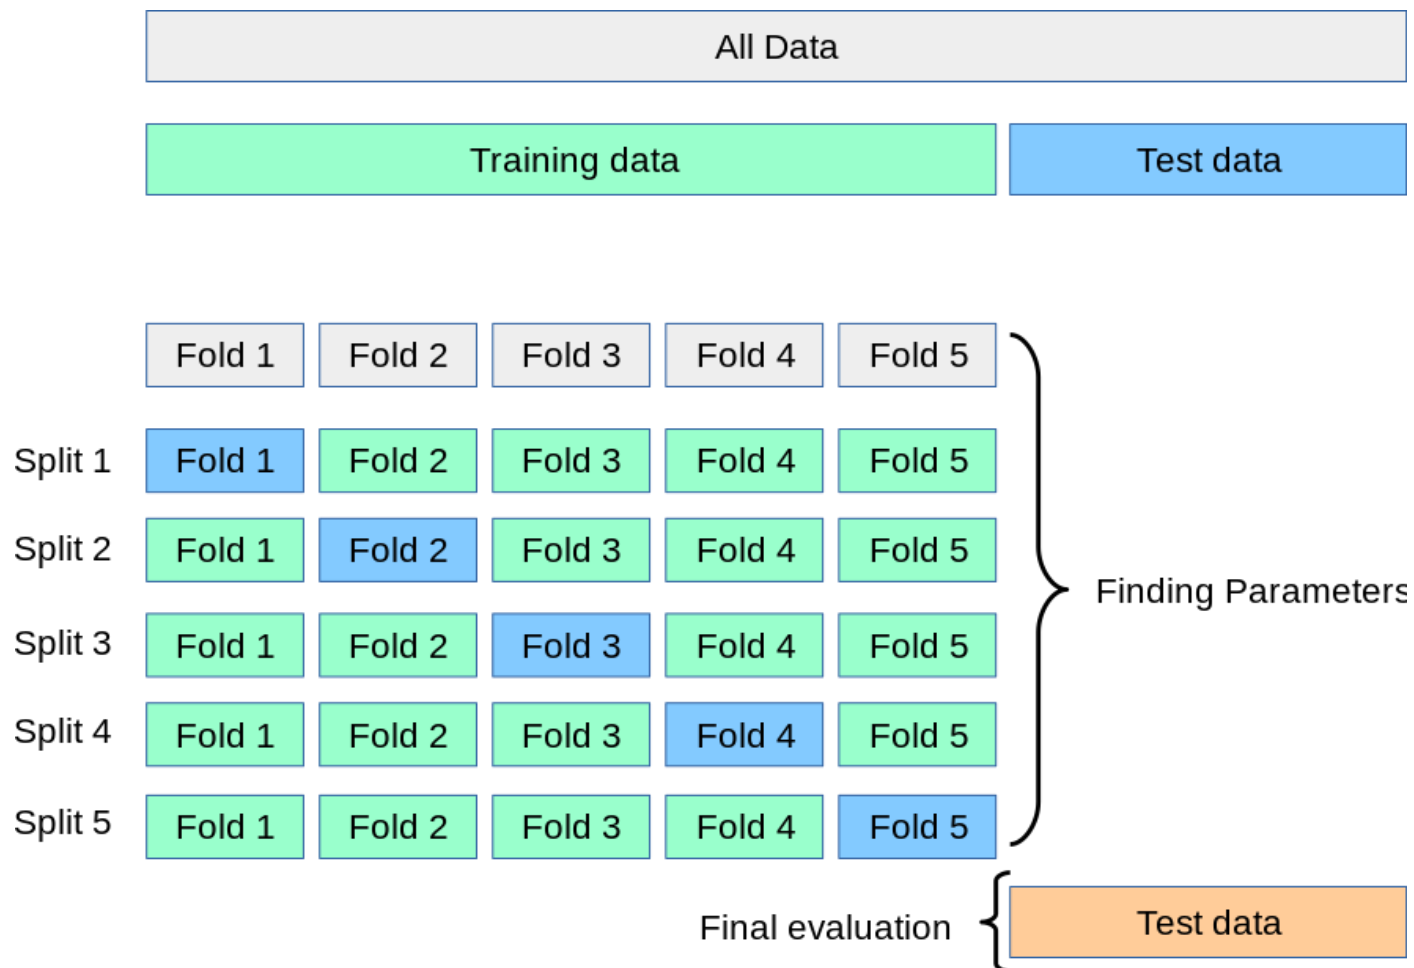 All Data
Training data Test data
Fold 1 Fold 2 Fold 3 Fold 4 Fold 5
Split 1 Fold 1 Fold 2 Fold 3 Fold 4 Fold 5
Split 2 Fold 1 Fold 2 Fold 3 Fold 4 Fold 5
Split 3 Fold 1 Fold 2 Fold 3 Fold 4 Fold 5
Split 4 Fold 1 Fold 2 Fold 3 Fold 4 Fold 5
Split 5 Fold 1 Fold 2 Fold 3 Fold 4 Fold 5
Finding Parameters
Final evaluation Test data